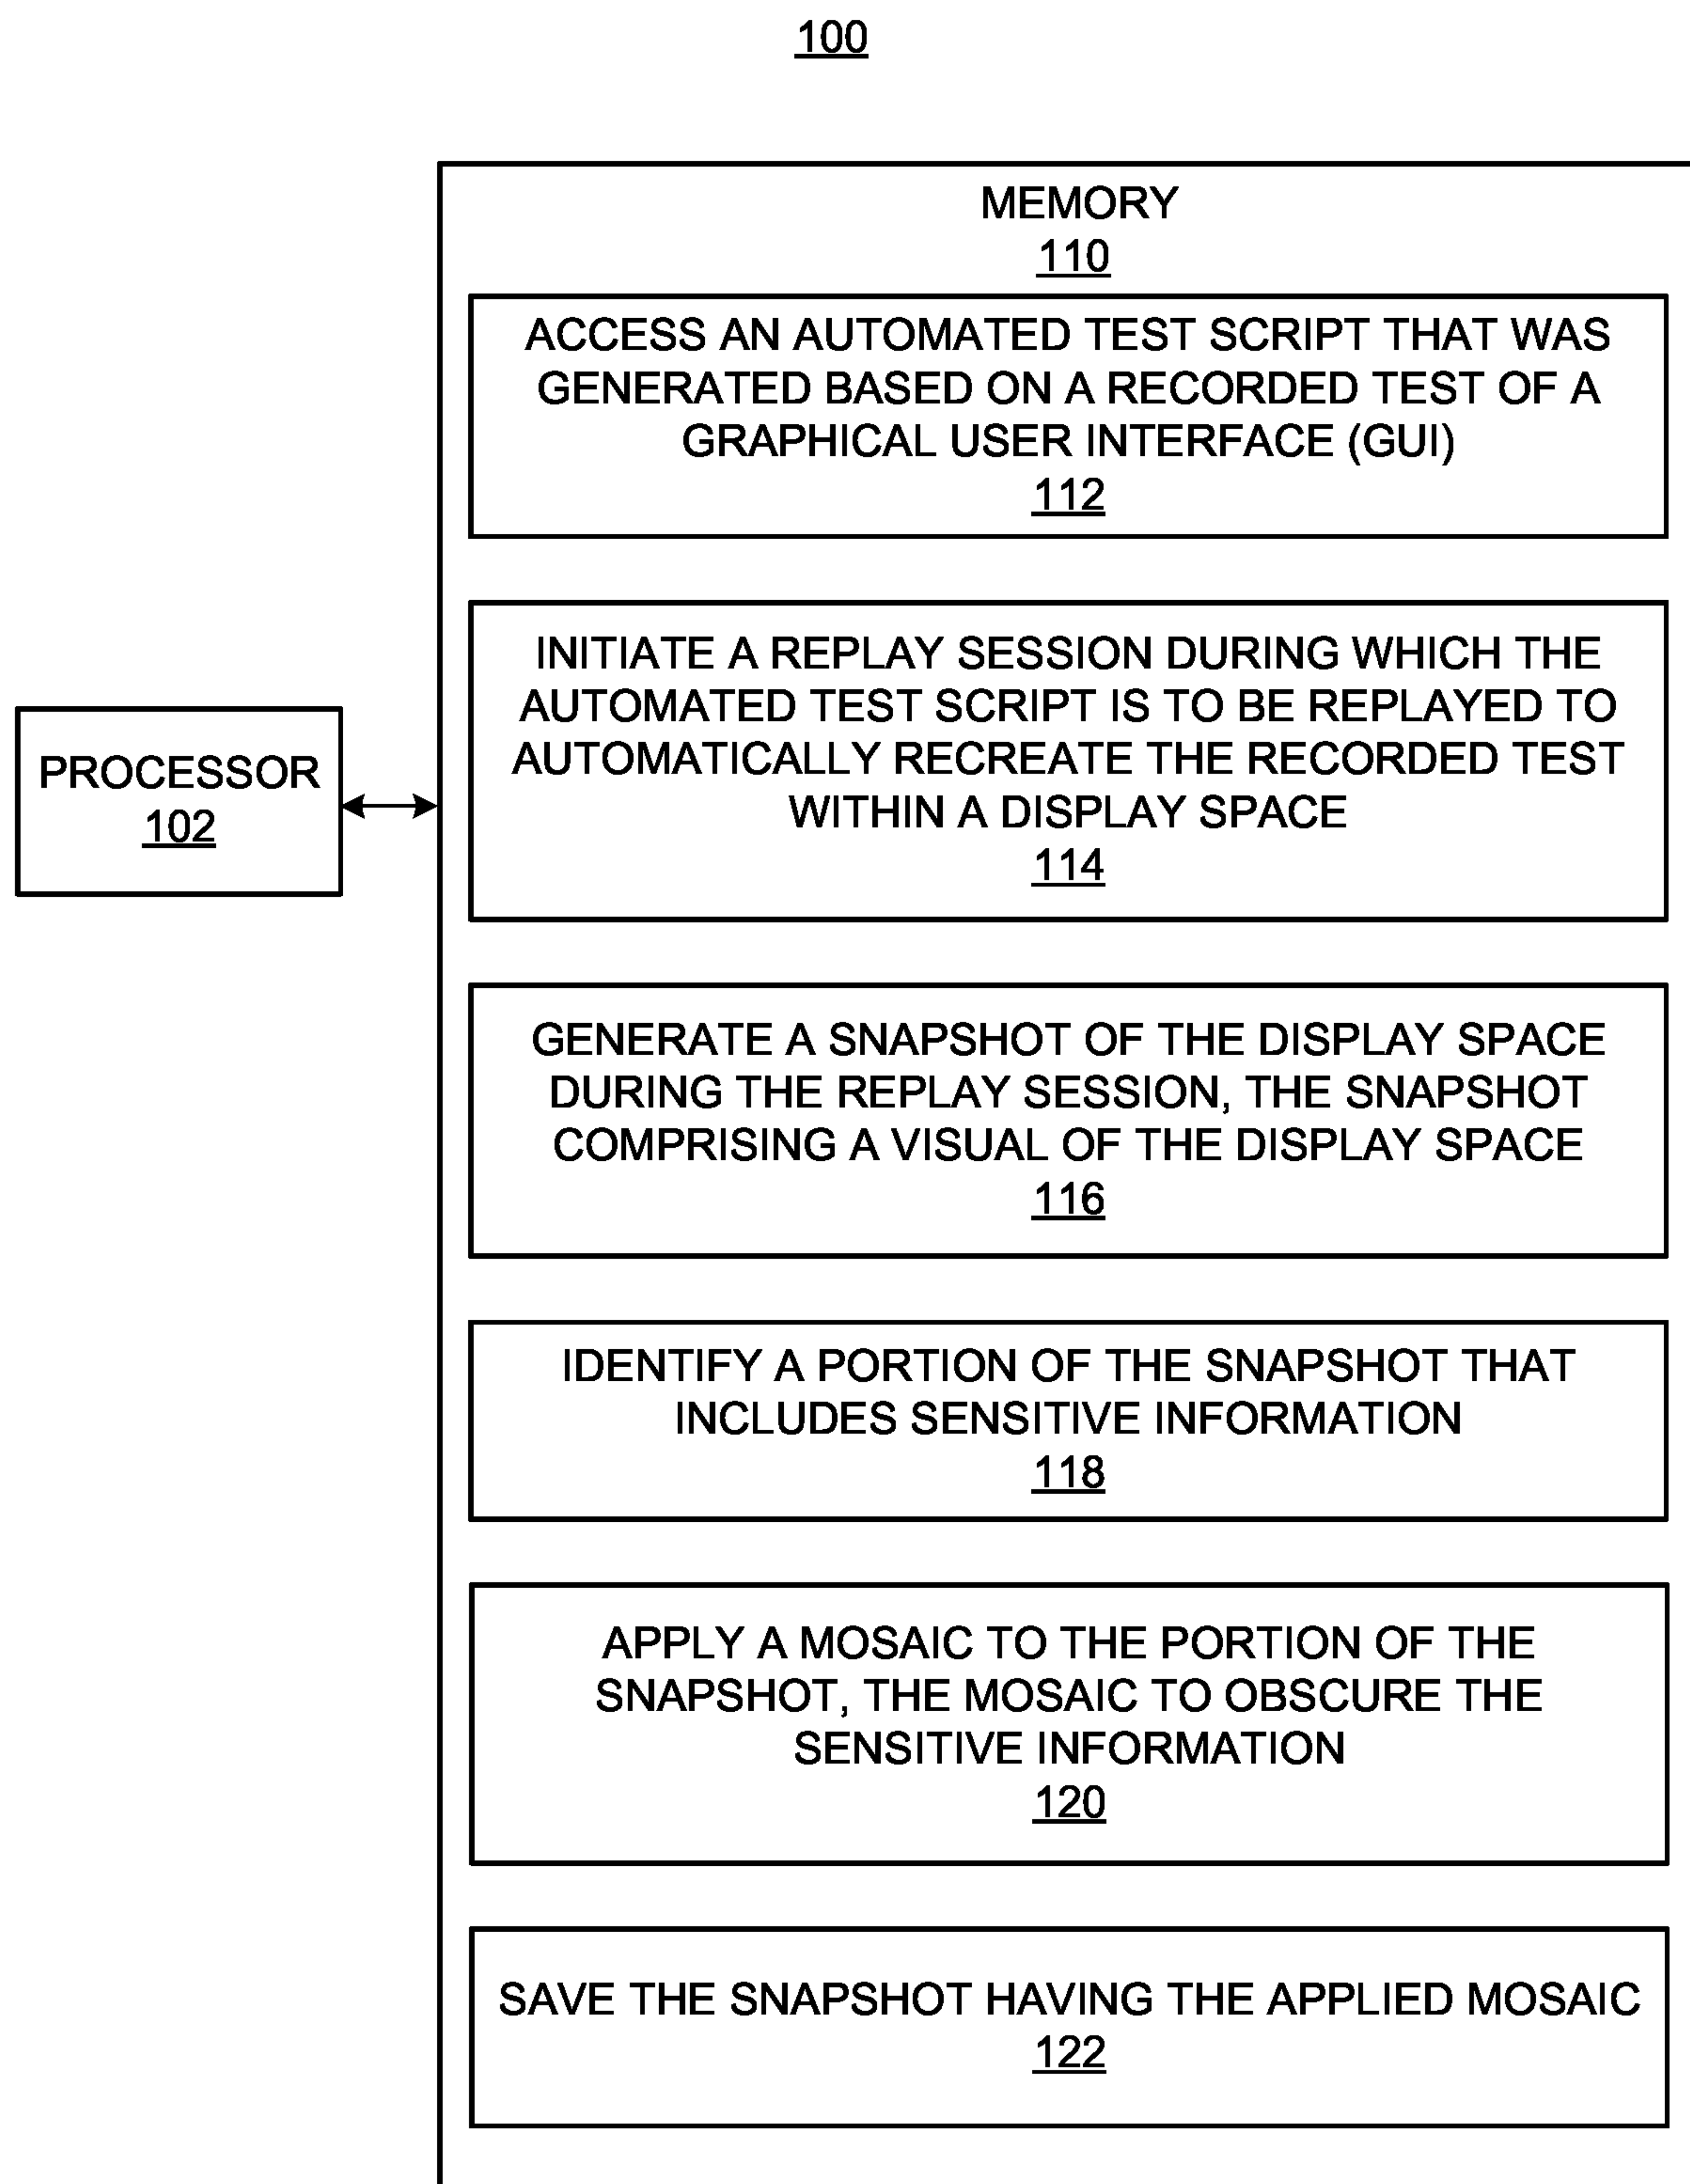 100
MEMORY
110
ACCESS AN AUTOMATED TEST SCRIPT THAT WAS
GENERATED BASED ON A RECORDED TEST OF A
GRAPHICAL USER INTERFACE (GUI)
112
INITIATE A REPLAY SESSION DURING WHICH THE
AUTOMATED TEST SCRIPT IS TO BE REPLAYED TO
AUTOMATICALLY RECREATE THE RECORDED TEST
WITHIN A DISPLAY SPACE
114
PROCESSOR
102
GENERATE A SNAPSHOT OF THE DISPLAY SPACE
DURING THE REPLAY SESSION, THE SNAPSHOT
COMPRISING A VISUAL OF THE DISPLAY SPACE
116
IDENTIFY A PORTION OF THE SNAPSHOT THAT
INCLUDES SENSITIVE INFORMATION
118
APPLY A MOSAIC TO THE PORTION OF THE
SNAPSHOT, THE MOSAIC TO OBSCURE THE
SENSITIVE INFORMATION
120
SAVE THE SNAPSHOT HAVING THE APPLIED MOSAIC
122